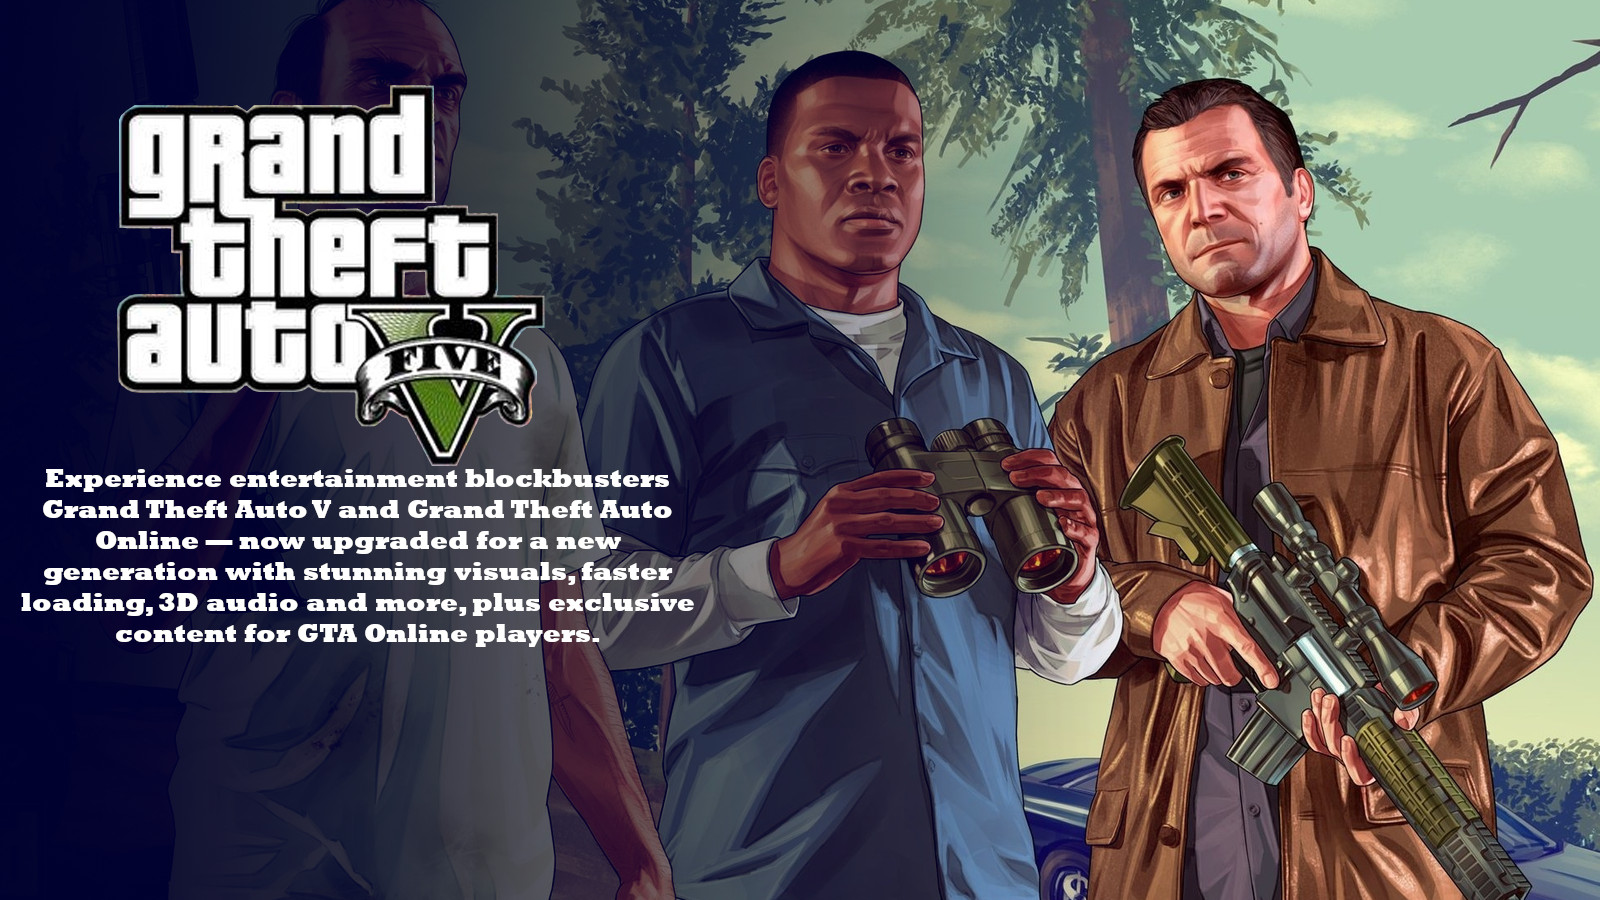 grand
theft
auto V
FIVE
Experience entertainment blockbusters
Grand Theft Auto V and Grand Theft Auto
Online — now upgraded for a new
generation with stunning visuals, faster
loading, 3D audio and more, plus exclusive
content for GTA Online players.